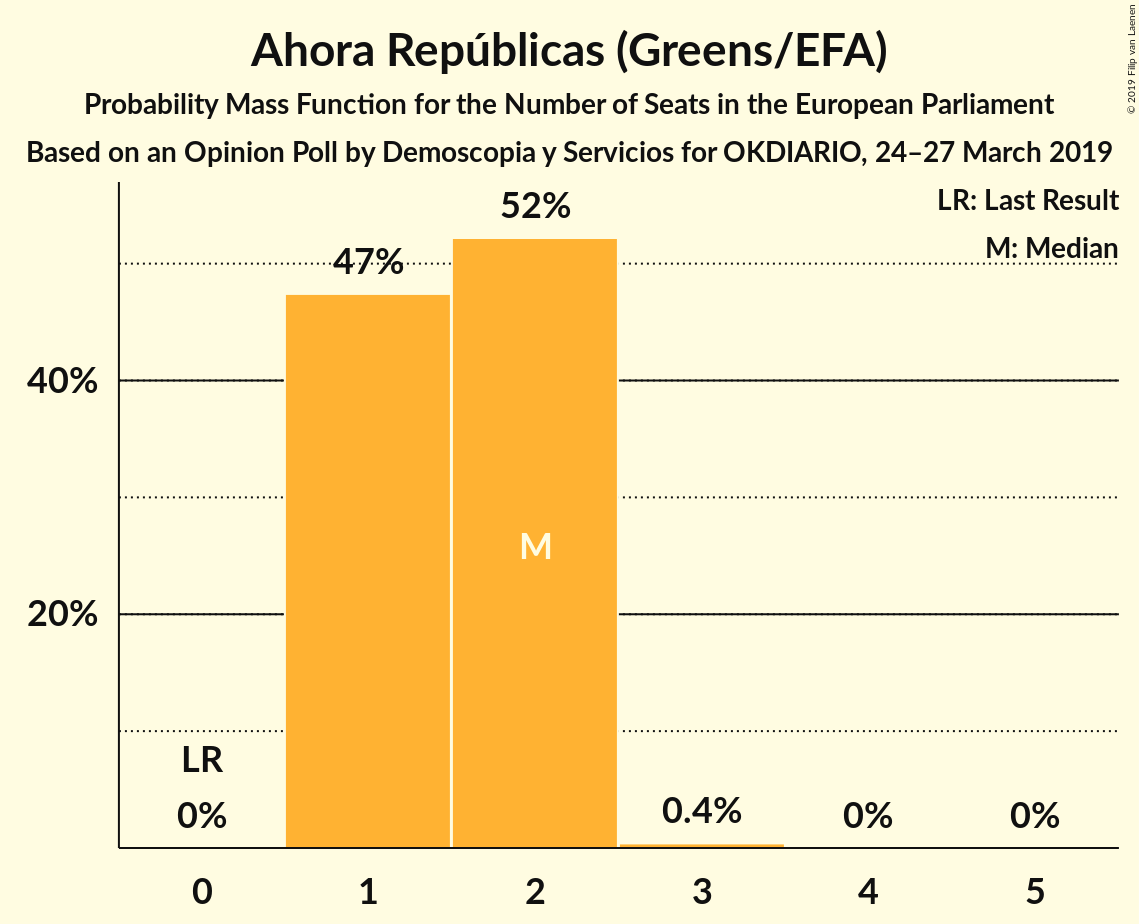 Ahora Repúblicas (Greens/EFA)
Probability Mass Function for the Number of Seats in the European Parliament
Based on an Opinion Poll by Demoscopia y Servicios for OKDIARIO, 24–27 March 2019
© 2019 Filip van Laenen
LR: Last Result
M: Median
52%
47%
40%
M
20%
LR
0%
0.4%
0%
0%
0 1 2 3 4 5